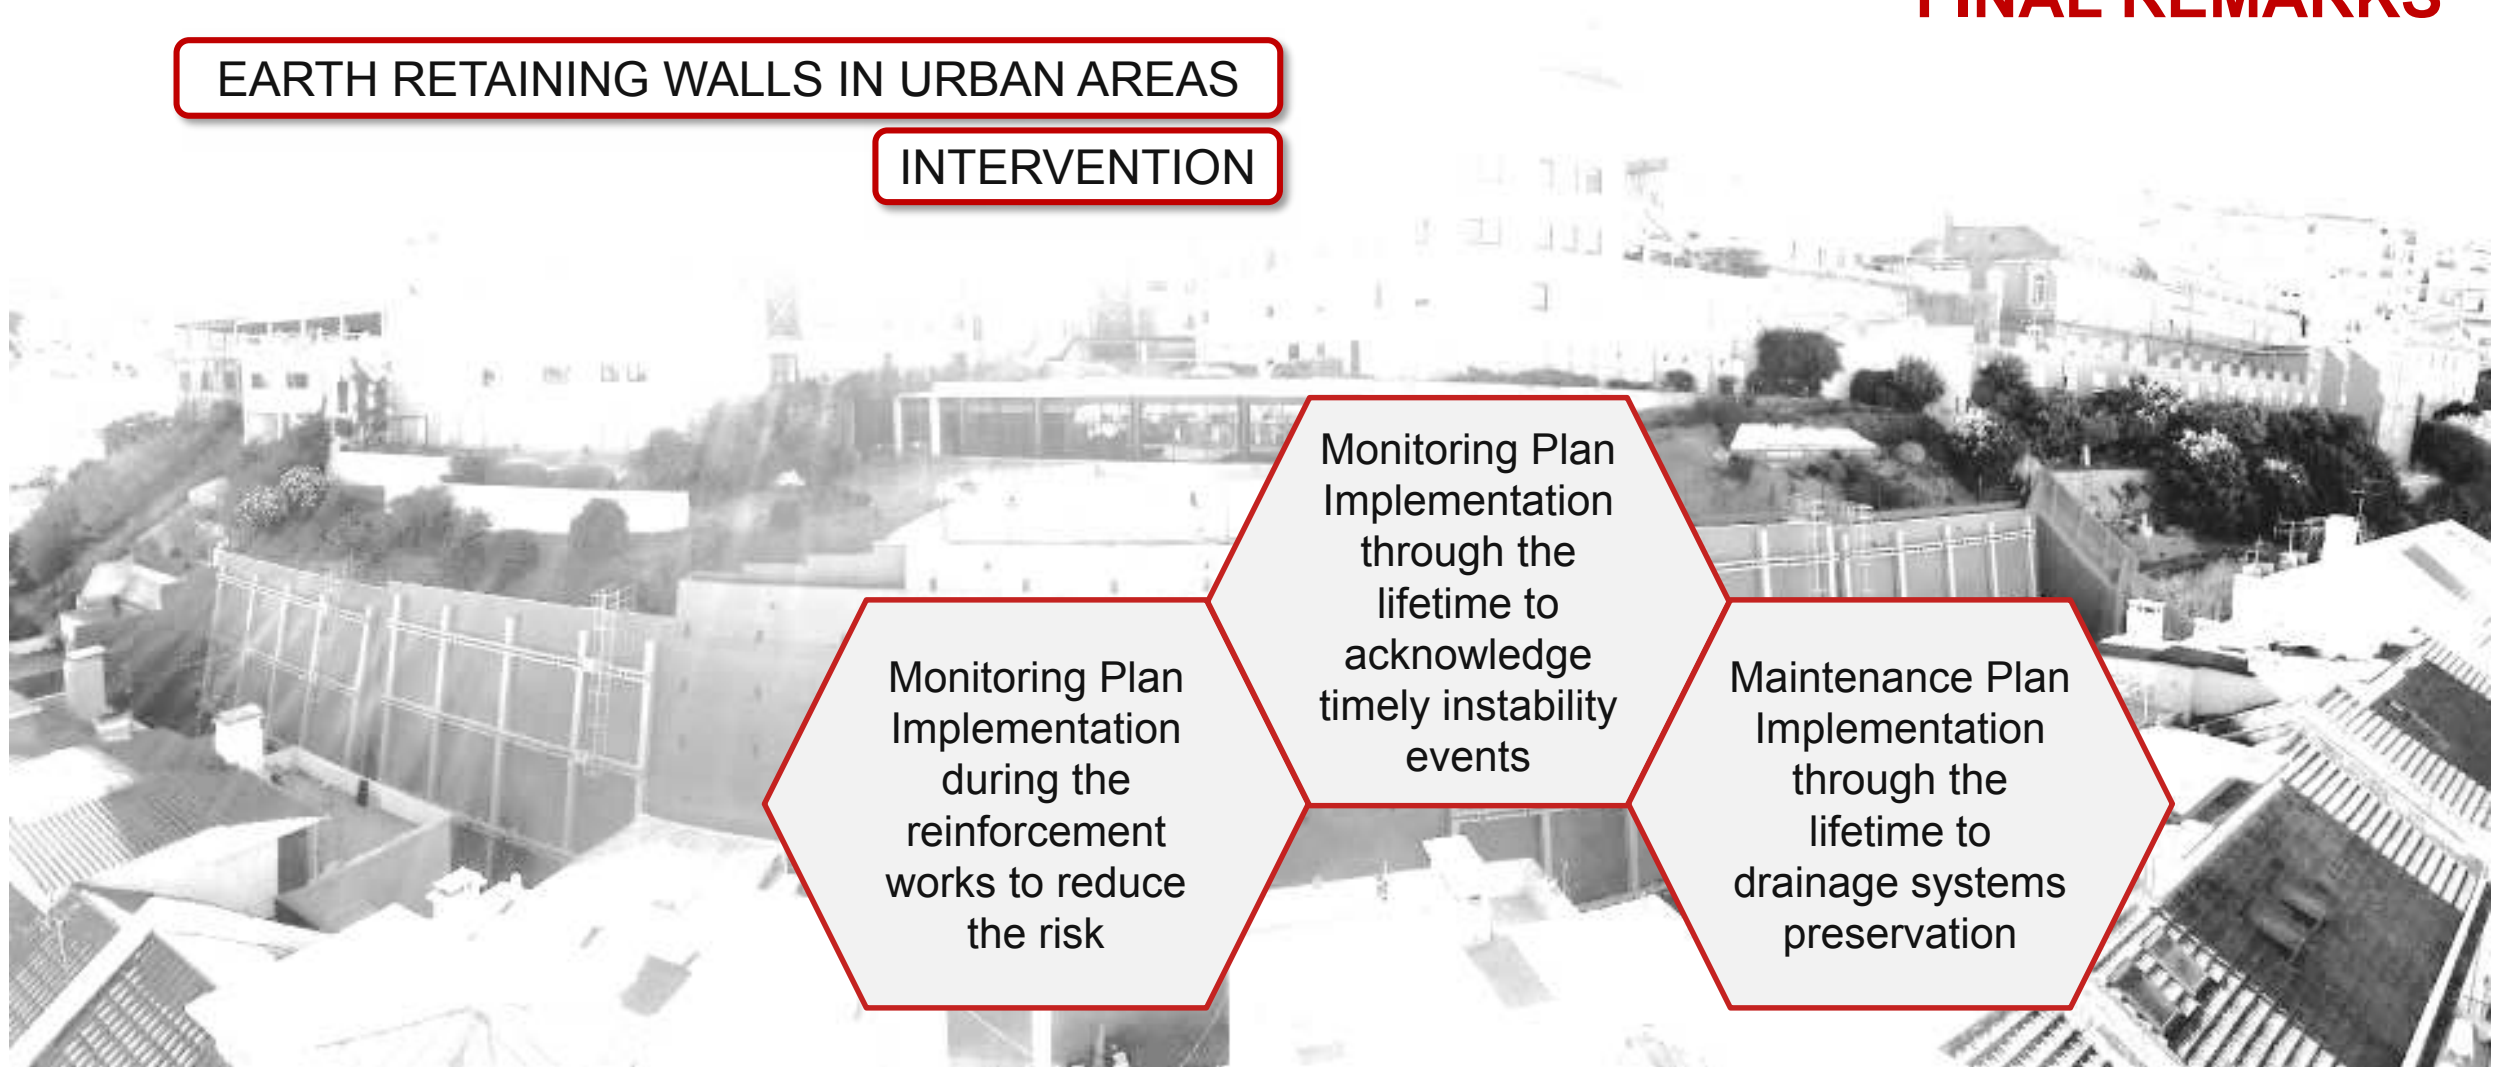 FINAL REMARKS
EARTH RETAINING WALLS IN URBAN AREAS
INTERVENTION
Monitoring Plan
Implementation
during the
reinforcement
works to reduce
the risk
Monitoring Plan
Implementation
through the
lifetime to
acknowledge
timely instability
events
Maintenance Plan
Implementation
through the
lifetime to
drainage systems
preservation